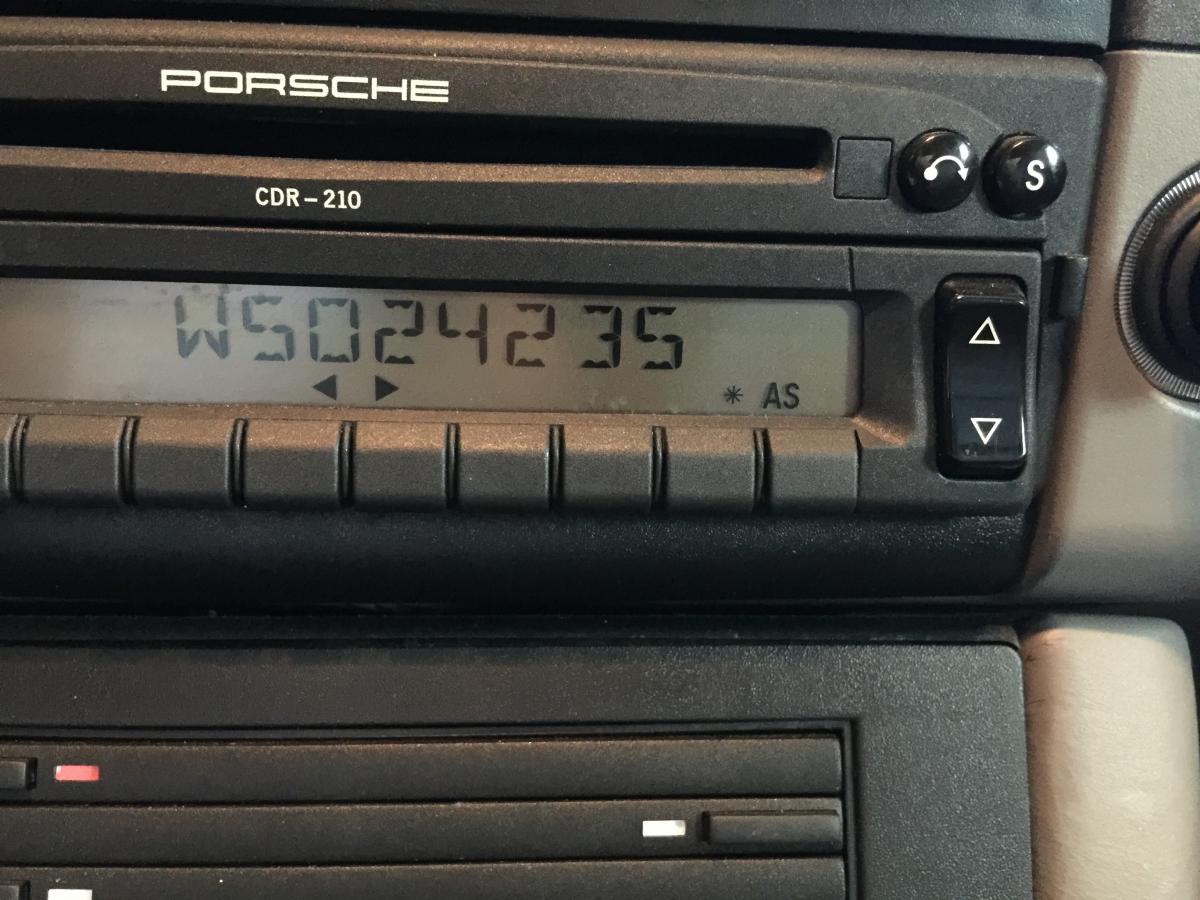 PORSCHE
S
CDR-210
WS024235
* AS